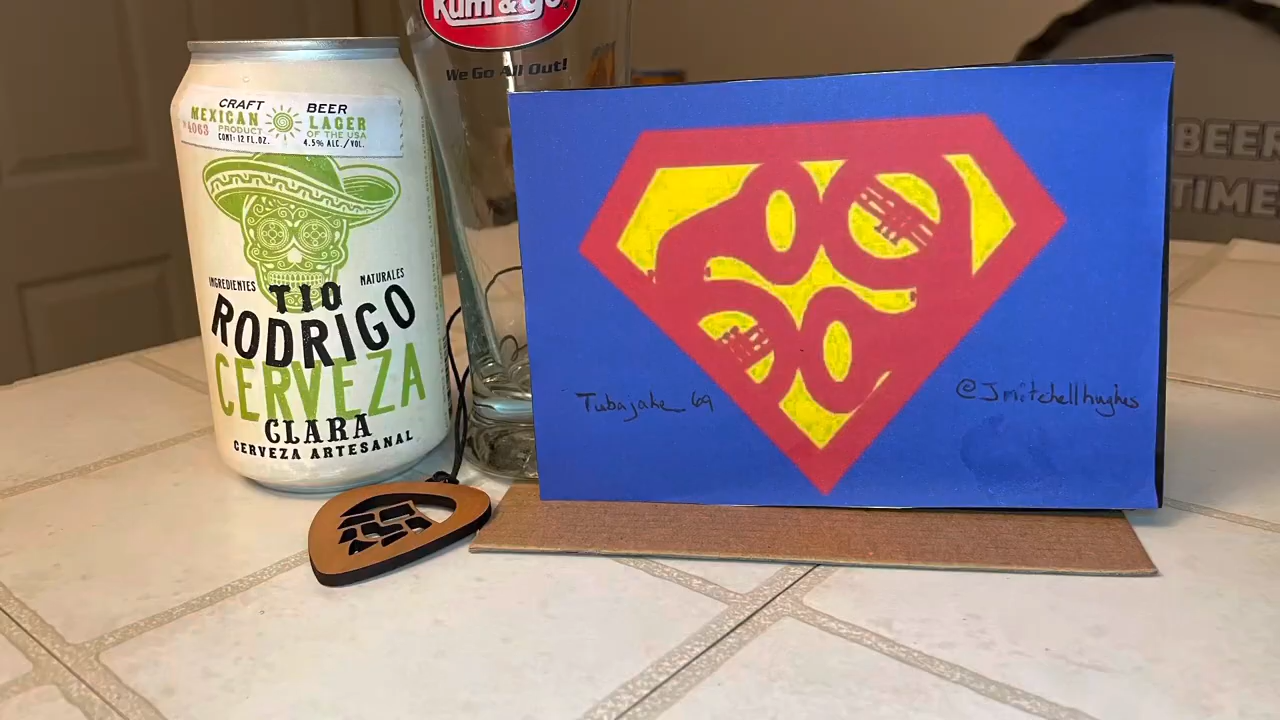 Kum & Go
We Go All Out!
CRAFT BEER
MEXICAN LAGER
PRODUCT OF THE USA
CONT: 12 FL.OZ. 4.5% ALC./VOL.
INGREDIENTES NATURALES
TIO
RODRIGO
CERVEZA
CLARA
CERVEZA ARTESANAL
Tubajake_69
@Jmitchellhughes
BEER
TIME